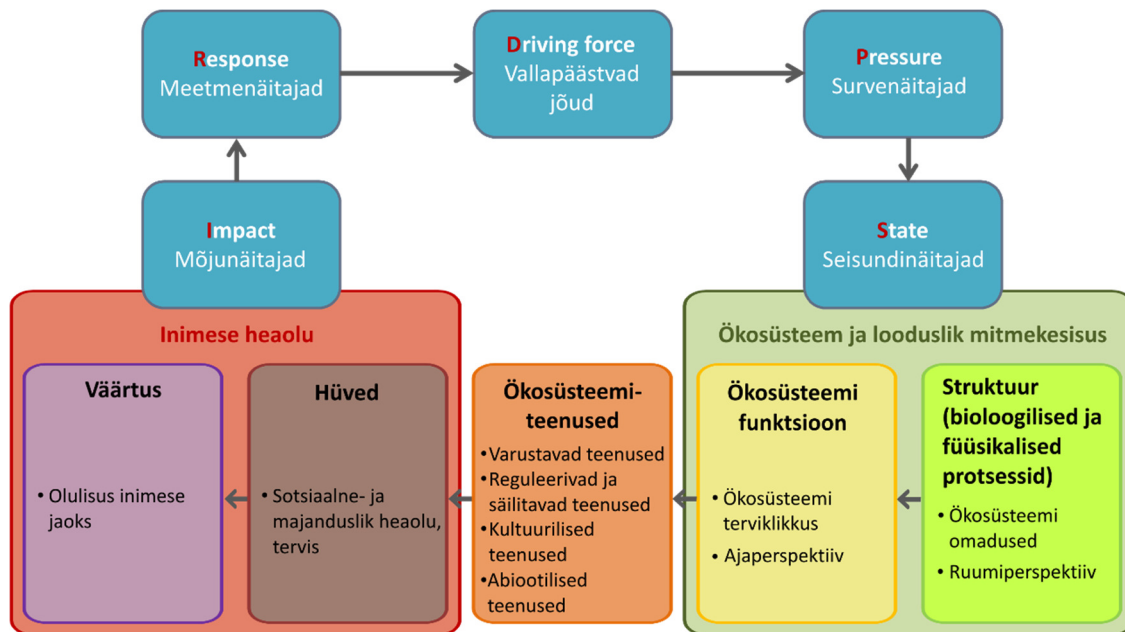 Response
Meetmenäitajad
Driving force
Vallapäästvad
jõud
Pressure
Survenäitajad
Impact
Mõjunäitajad
State
Seisundinäitajad
Inimese heaolu
Ökosüsteem ja looduslik mitmekesisus
Väärtus
• Olulisus inimese
jaoks
Hüved
• Sotsiaalne- ja
majanduslik heaolu,
tervis
Ökosüsteemi-
teenused
•Varustavad teenused
•Reguleerivad ja
säilitavad teenused
•Kultuurilised
teenused
•Abiootilised
teenused
Ökosüsteemi
funktsioon
• Ökosüsteemi
terviklikkus
• Ajaperspektiiv
Struktuur
(bioloogilised ja
füüsikalised
protsessid)
• Ökosüsteemi
omadused
• Ruumiperspektiiv